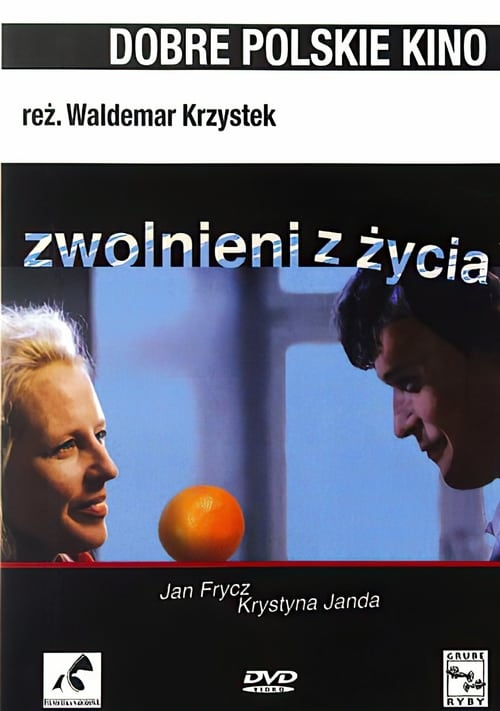 DOBRE POLSKIE KINO
reż. Waldemar Krzystek
zwolnieni z życia
Jan Frycz
Krystyna Janda
DVD
VIDEO
GRUBE
RYBY